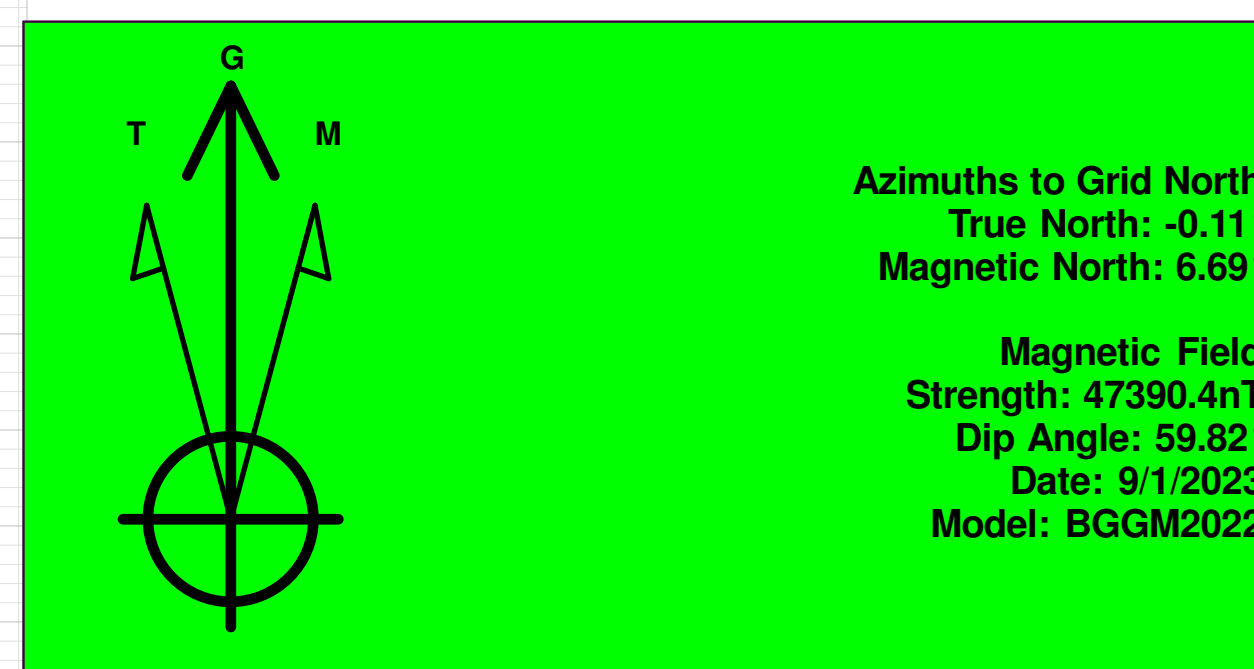 G
T
M
Azimuths to Grid North
True North: -0.11
Magnetic North: 6.69°
Magnetic Field
Strength: 47390.4nT
Dip Angle: 59.82°
Date: 9/1/2023
Model: BGGM2022